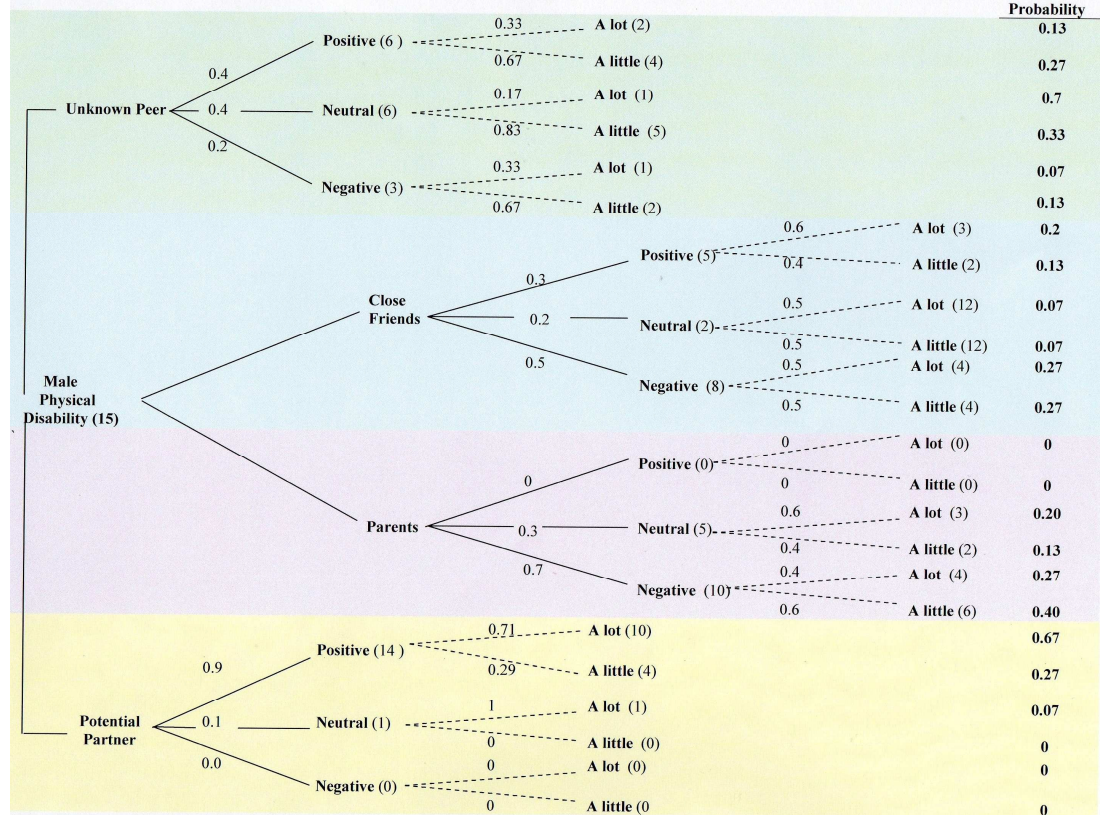 Probability
0.33 A lot (2) 0.13
Positive (6 )
0.67 A little (4) 0.27
0.4
0.17 A lot (1) 0.7
Unknown Peer 0.4 Neutral (6)
0.83 A little (5) 0.33
0.2
0.33 A lot (1) 0.07
Negative (3)
0.67 A little (2) 0.13
0.6 A lot (3) 0.2
Positive (5)
0.4 A little (2) 0.13
0.3
Close
Friends
0.5 A lot (12) 0.07
0.2 Neutral (2)
0.5 A little (12) 0.07
0.5
0.5 A lot (4) 0.27
Negative (8)
0.5 A little (4) 0.27
Male
Physical
Disability (15)
0 A lot (0) 0
Positive (0)
0 A little (0) 0
0
0.6 A lot (3) 0.20
Parents 0.3 Neutral (5)
0.4 A little (2) 0.13
0.7
0.4 A lot (4) 0.27
Negative (10)
0.6 A little (6) 0.40
0.71 A lot (10) 0.67
Positive (14 )
0.29 A little (4) 0.27
0.9
1 A lot (1) 0.07
Potential
Partner
0.1 Neutral (1)
0 A little (0) 0
0.0
0 A lot (0) 0
Negative (0)
0 A little (0 0